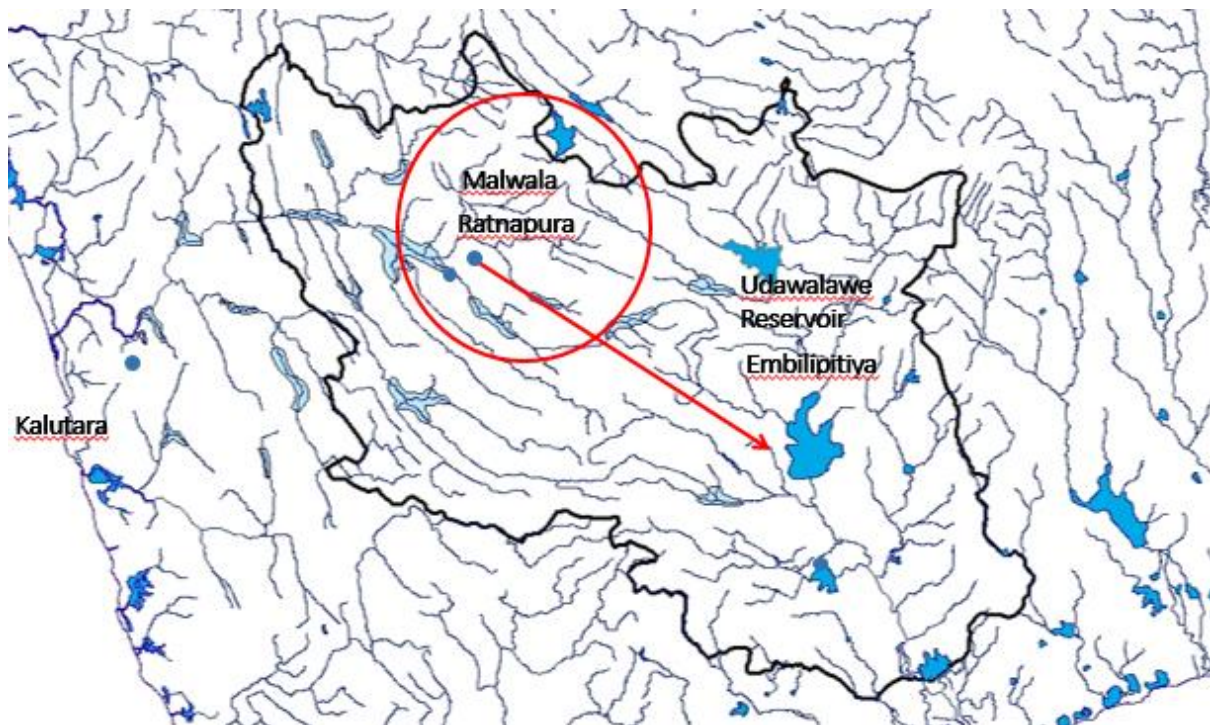 Malwala
Ratnapura
Udawalawe
Reservoir
Embilipitiya
Kalutara